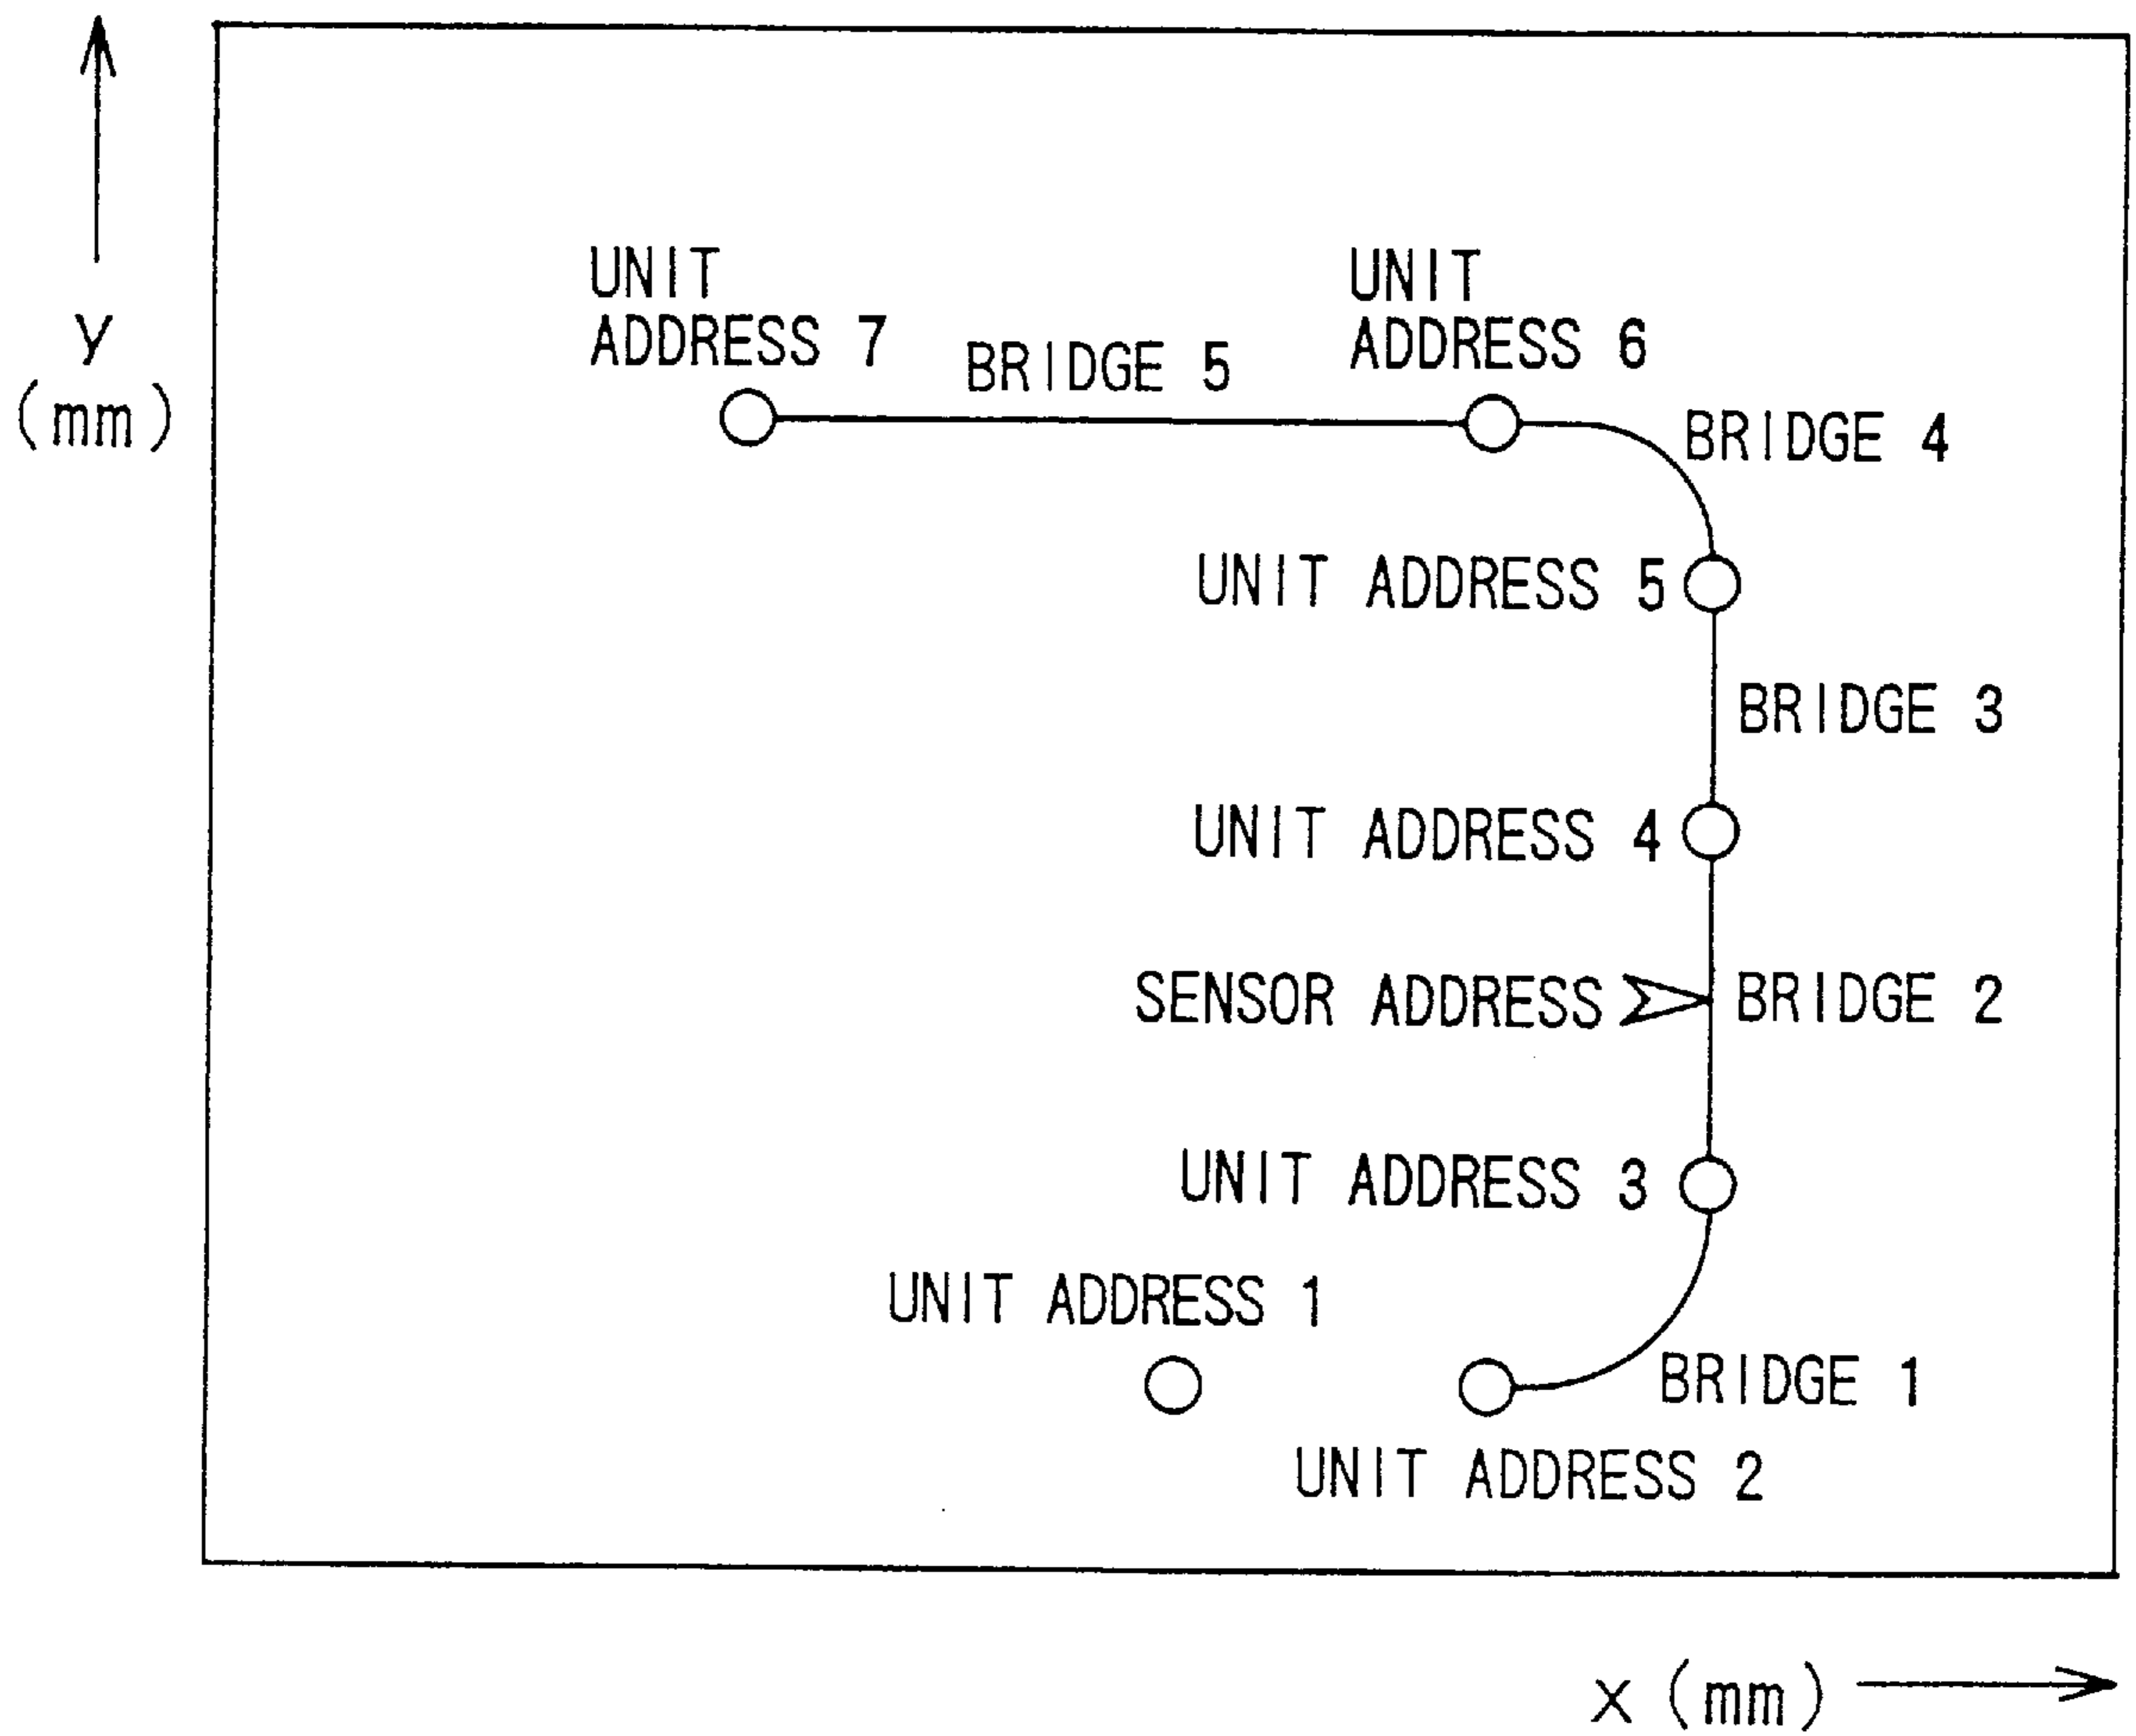 Y
(mm)
UNIT
ADDRESS 7
BRIDGE 5
UNIT
ADDRESS 6
BRIDGE 4
UNIT ADDRESS 5
BRIDGE 3
UNIT ADDRESS 4
SENSOR ADDRESS
BRIDGE 2
UNIT ADDRESS 3
UNIT ADDRESS 1
BRIDGE 1
UNIT ADDRESS 2
X (mm)